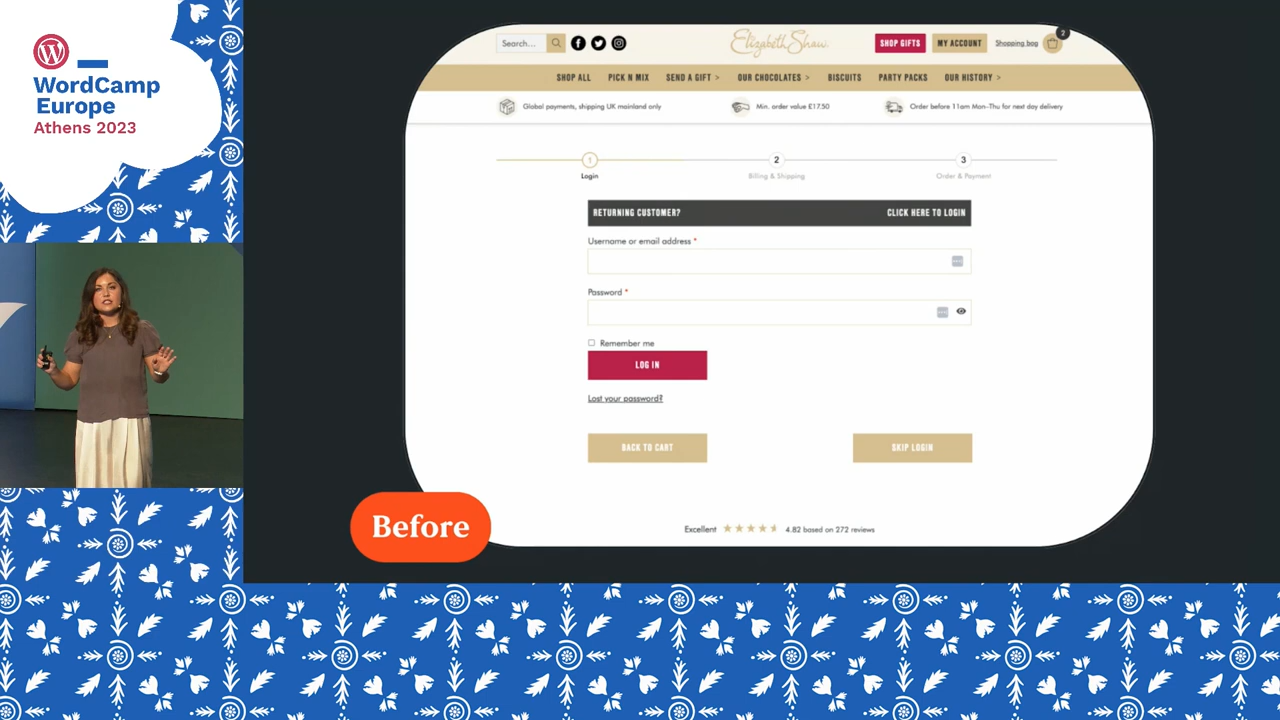 WordCamp
Europe
Athens 2023
Search...
Elizabeth Shaw
SHOP GIFTS
MY ACCOUNT
Shopping bag
2
SHOP ALL
PICK N MIX
SEND A GIFT >
OUR CHOCOLATES >
BISCUITS
PARTY PACKS
OUR HISTORY >
Global payments, shipping UK mainland only
Min. order value £17.50
Order before 11am Mon-Thu for next day delivery
1
2
3
Login
Billing & Shipping
Order & Payment
RETURNING CUSTOMER?
CLICK HERE TO LOGIN
Username or email address *
Password *
Remember me
LOG IN
Lost your password?
BACK TO CART
SKIP LOGIN
Before
Excellent
4.82 based on 272 reviews